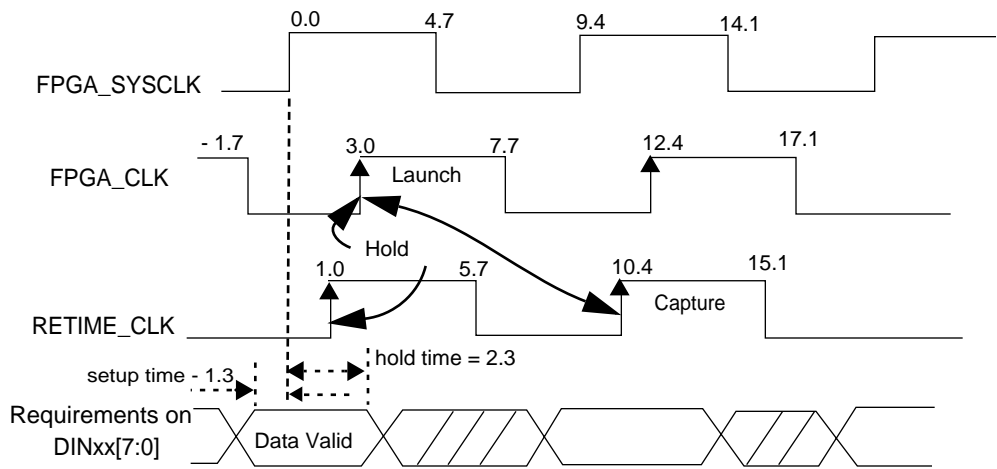 0.0 4.7 9.4 14.1
FPGA_SYSCLK
- 1.7 3.0 7.7 12.4 17.1
FPGA_CLK Launch
Hold
1.0 5.7 10.4 15.1
Capture
RETIME_CLK
hold time = 2.3
setup time - 1.3
Requirements on
DINxx[7:0] Data Valid